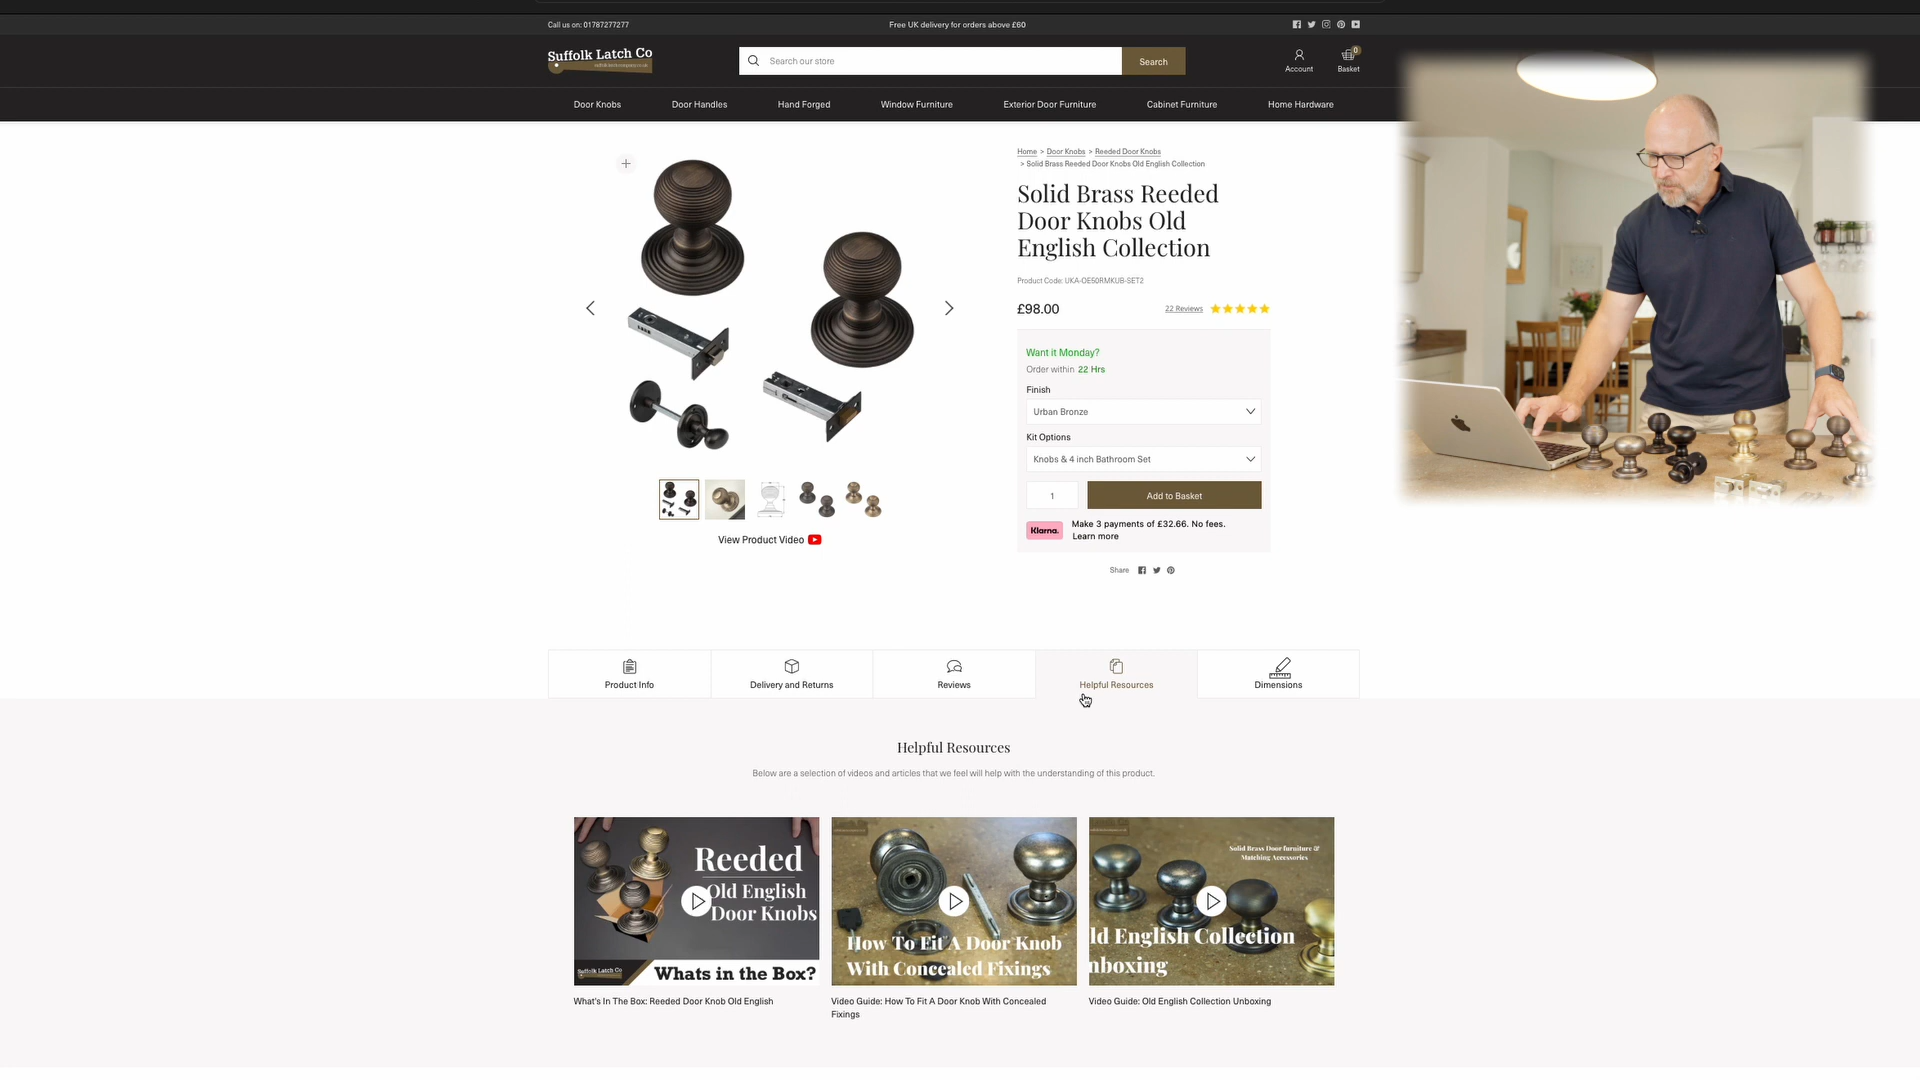 Call us on: 01787277277
Free UK delivery for orders above £60
Suffolk Latch Co
Search our store
Search
Account
0
Basket
Door Knobs
Door Handles
Hand Forged
Window Furniture
Exterior Door Furniture
Cabinet Furniture
Home Hardware
Home > Door Knobs > Reeded Door Knobs
> Solid Brass Reeded Door Knobs Old English Collection
Solid Brass Reeded
Door Knobs Old
English Collection
Product Code: UKA-OE50RMKUB-SET2
£98.00
22 Reviews
Want it Monday?
Order within 22 Hrs
Finish
Urban Bronze
Kit Options
Knobs & 4 inch Bathroom Set
1
Add to Basket
Klarna.
Make 3 payments of £32.66. No fees.
Learn more
Share
View Product Video
Product Info
Delivery and Returns
Reviews
Helpful Resources
Dimensions
Helpful Resources
Below are a selection of videos and articles that we feel will help with the understanding of this product.
Reeded
Old English
Door Knobs
Suffolk Latch Co
Whats in the Box?
How To Fit A Door Knob
With Concealed Fixings
Solid Brass Door furniture &
Matching Accessories
ld English Collection
nboxing
What's In The Box: Reeded Door Knob Old English
Video Guide: How To Fit A Door Knob With Concealed
Fixings
Video Guide: Old English Collection Unboxing